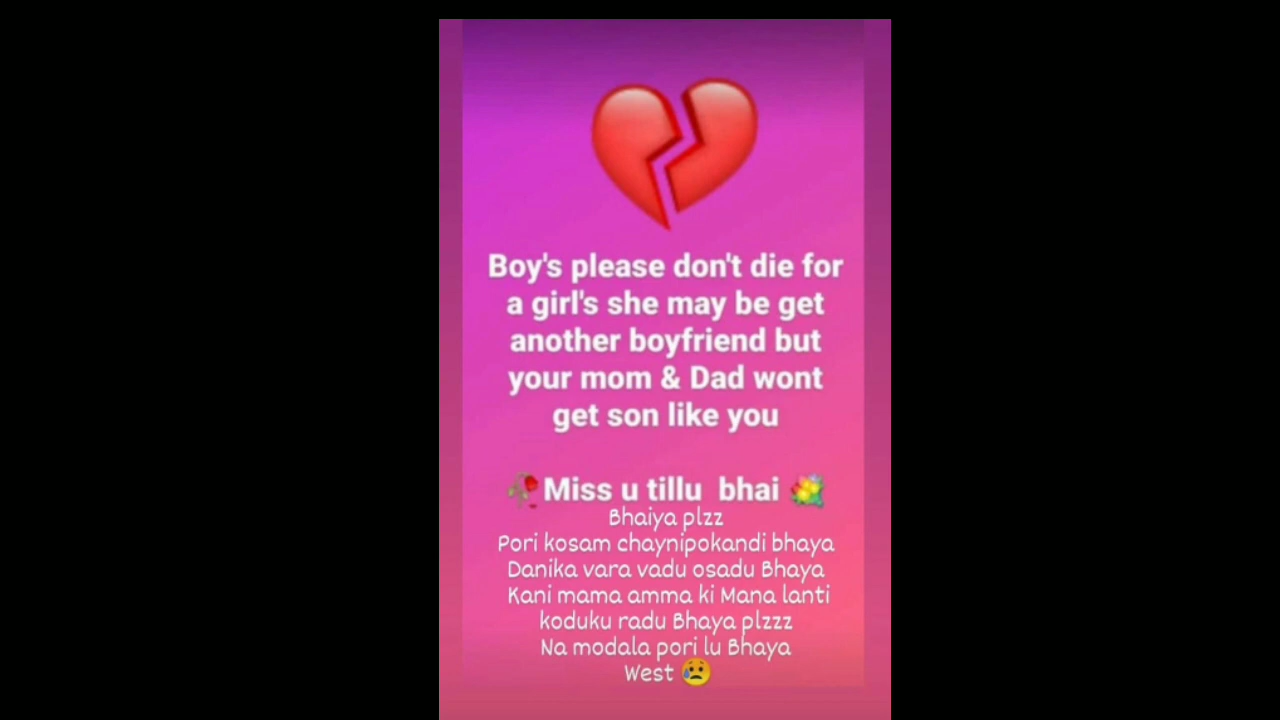 Boy's please don't die for
a girl's she may be get
another boyfriend but
your mom & Dad wont
get son like you
🥀Miss u tillu bhai 💐
Bhaiya plzz
Pori kosam chaynipokandi bhaya
Danika vara vadu osadu Bhaya
Kani mama amma ki Mana lanti
koduku radu Bhaya plzzz
Na modala pori lu Bhaya
West 😥